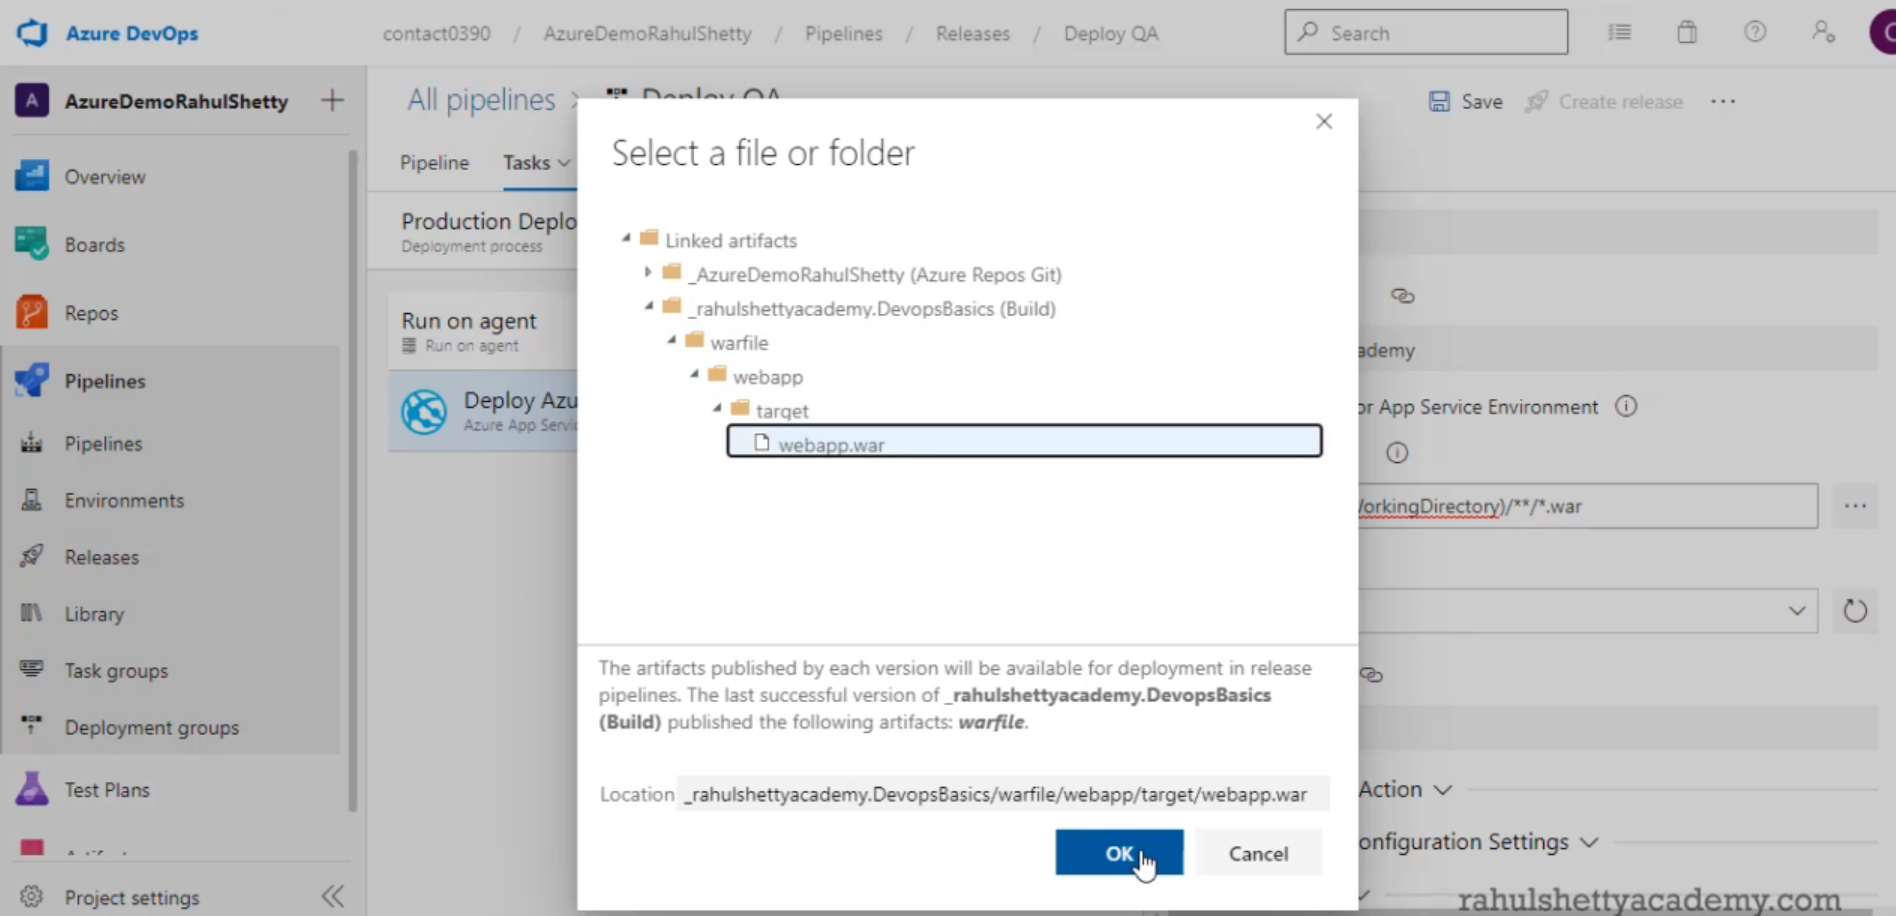 Azure DevOps
contact0390 / AzureDemoRahulShetty / Pipelines / Releases / Deploy QA
Search
A AzureDemoRahulShetty
All pipelines > Deploy QA
Save
Create release
Overview
Boards
Repos
Pipelines
Pipelines
Environments
Releases
Library
Task groups
Deployment groups
Test Plans
Project settings
Pipeline
Tasks
Production Deplo
Deployment process
Run on agent
Run on agent
Deploy Azu
Azure App Servic
Select a file or folder
Linked artifacts
_AzureDemoRahulShetty (Azure Repos Git)
_rahulshettyacademy.DevopsBasics (Build)
warfile
webapp
target
webapp.war
The artifacts published by each version will be available for deployment in release
pipelines. The last successful version of _rahulshettyacademy.DevopsBasics
(Build) published the following artifacts: warfile.
Location _rahulshettyacademy.DevopsBasics/warfile/webapp/target/webapp.war
OK
Cancel
ademy
or App Service Environment
orkingDirectory)/**/*.war
Action
onfiguration Settings
rahulshettyacademy.com